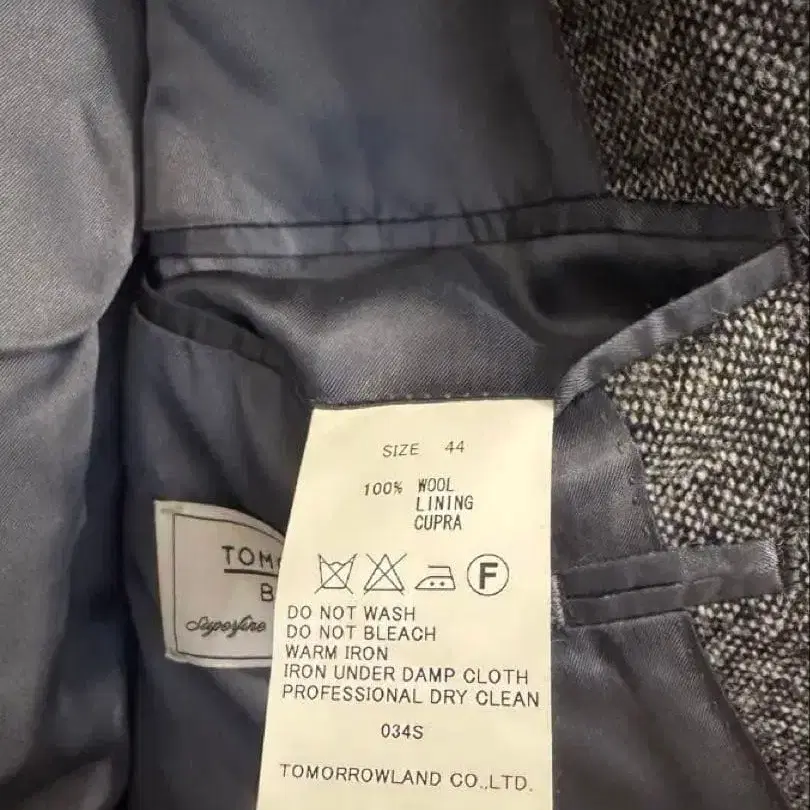 SIZE 44
100% WOOL
LINING
CUPRA
F
DO NOT WASH
DO NOT BLEACH
WARM IRON
IRON UNDER DAMP CLOTH
PROFESSIONAL DRY CLEAN
034S
TOMORROWLAND CO.,LTD.
Superfine